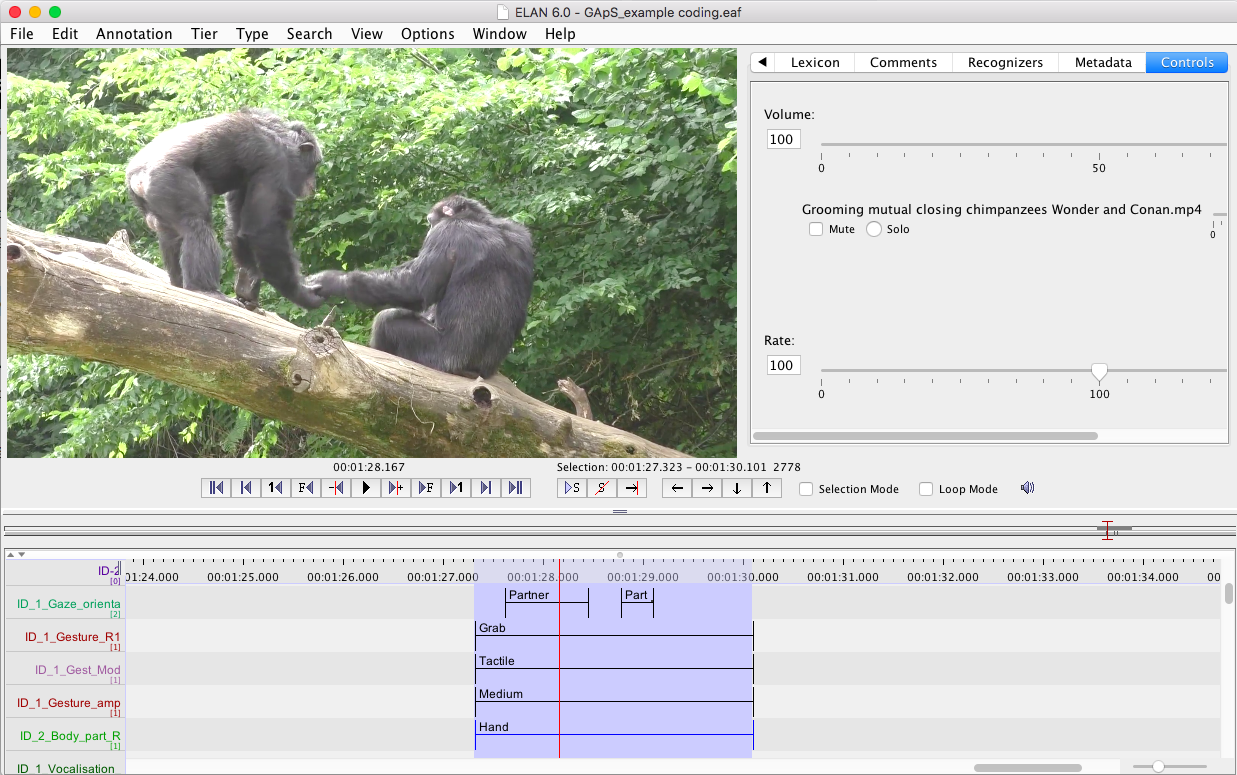 ELAN 6.0 - GApS_example coding.eaf
File Edit Annotation Tier Type Search View Options Window Help
Lexicon Comments Recognizers Metadata Controls
Volume:
100
0 50
Grooming mutual closing chimpanzees Wonder and Conan.mp4
Mute Solo
0
Rate:
100
0 100
00:01:28.167 Selection: 00:01:27.323 - 00:01:30.101 2778
1 F - + F 1 S S Selection Mode Loop Mode
ID-2
[0]
01:24.000 00:01:25.000 00:01:26.000 00:01:27.000 00:01:28.000 00:01:29.000 00:01:30.000 00:01:31.000 00:01:32.000 00:01:33.000 00:01:34.000 00
ID_1_Gaze_orienta Partner Part
[2]
ID_1_Gesture_R1 Grab
[1]
ID_1_Gest_Mod Tactile
[1]
ID_1_Gesture_amp Medium
[1]
ID_2_Body_part_R Hand
[1]
ID_1_Vocalisation